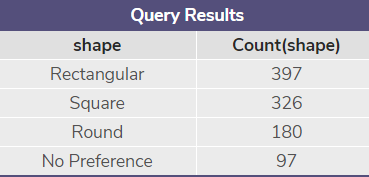 Query Results
shape Count(shape)
Rectangular 397
Square 326
Round 180
No Preference 97